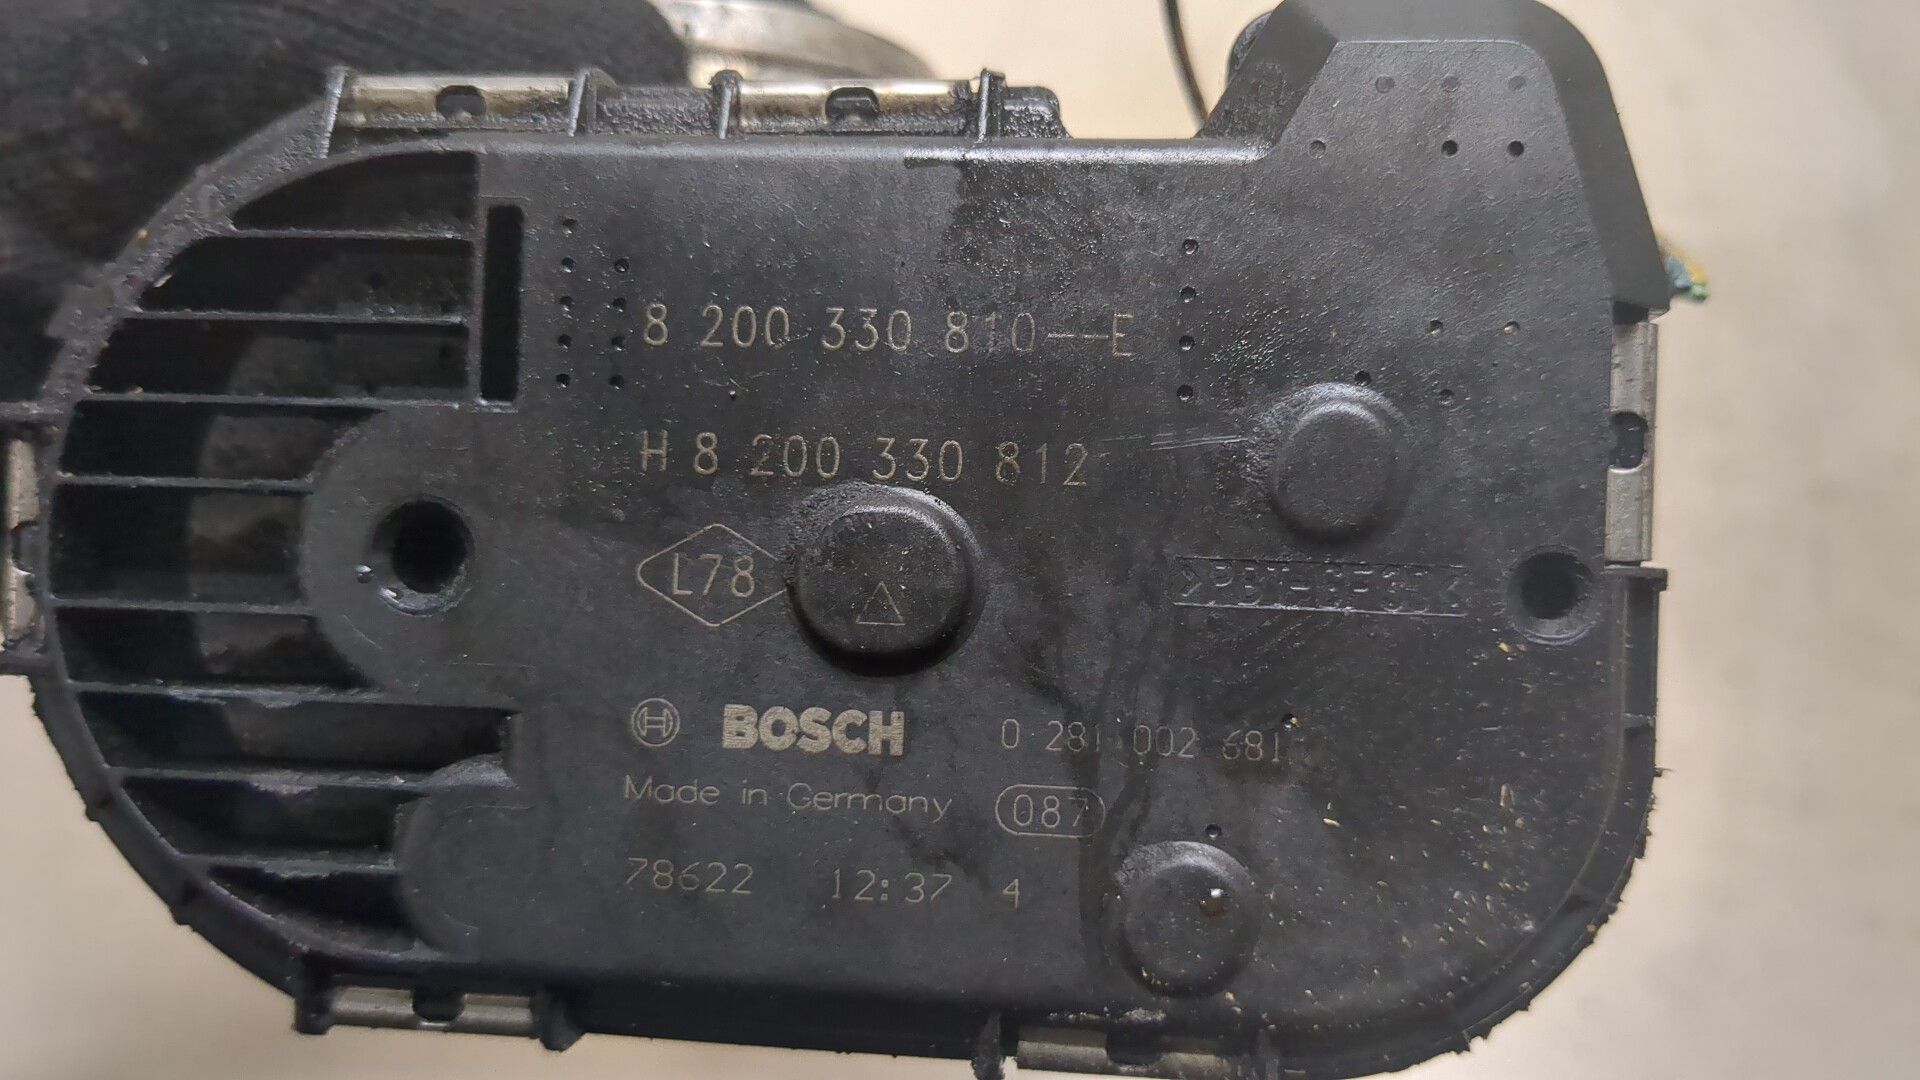 8 200 330 810--E
H 8 200 330 812
L78
BOSCH 0 281 002 681
Made in Germany 087
78622 12:37 4